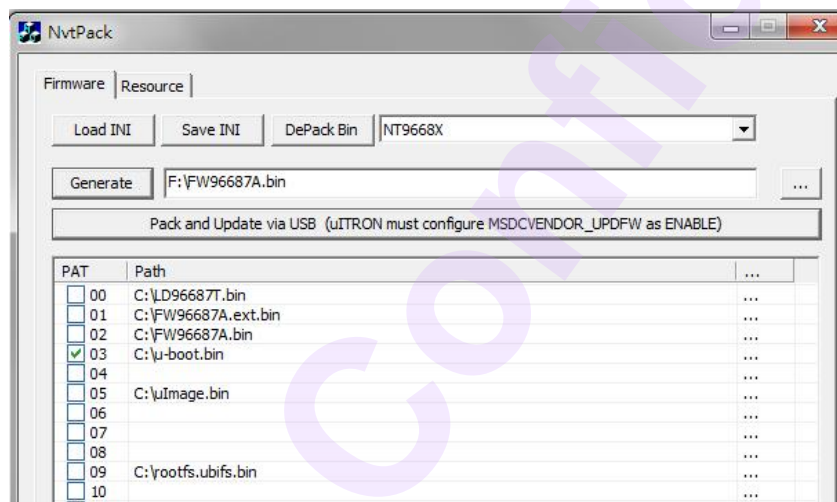 NvtPack
Firmware Resource
Load INI Save INI DePack Bin NT9668X
Generate F:\FW96687A.bin ...
Pack and Update via USB (uITRON must configure MSDCVENDOR_UPDFW as ENABLE)
PAT Path ...
00 C:\LD96687T.bin ...
01 C:\FW96687A.ext.bin ...
02 C:\FW96687A.bin ...
03 C:\u-boot.bin ...
04 ...
05 C:\uImage.bin ...
06 ...
07 ...
08 ...
09 C:\rootfs.ubifs.bin ...
10 ...
Confi